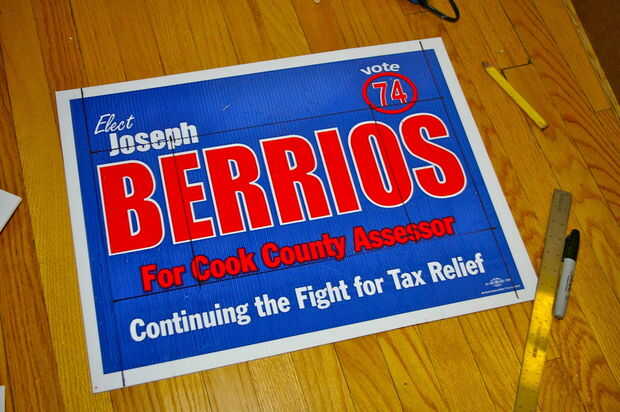 vote
74
Elect
Joseph
BERRIOS
For Cook County Assessor
Continuing the Fight for Tax Relief